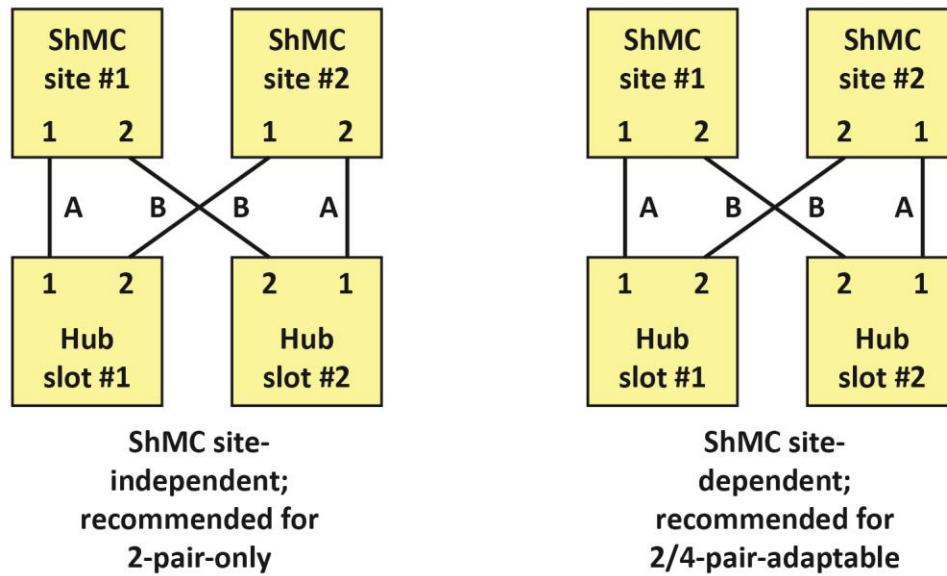 ShMC
site #1
1 2
ShMC
site #2
1 2
A B B A
1 2
Hub
slot #1
2 1
Hub
slot #2
ShMC site-
independent;
recommended for
2-pair-only
ShMC
site #1
1 2
ShMC
site #2
2 1
A B B A
1 2
Hub
slot #1
2 1
Hub
slot #2
ShMC site-
dependent;
recommended for
2/4-pair-adaptable